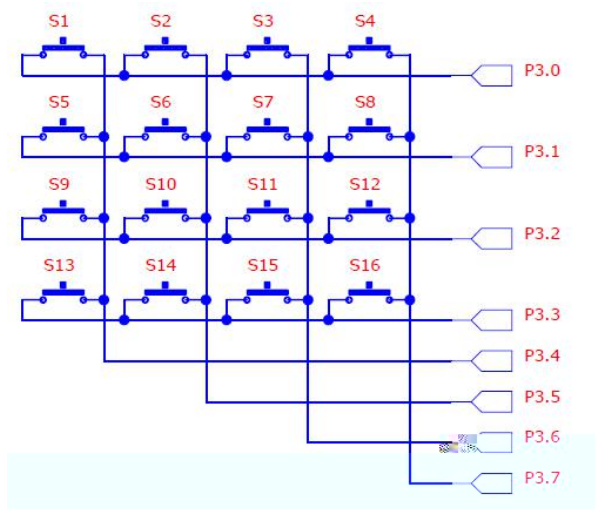 S1 S2 S3 S4
P3.0
S5 S6 S7 S8
P3.1
S9 S10 S11 S12
P3.2
S13 S14 S15 S16
P3.3
P3.4
P3.5
P3.6
P3.7